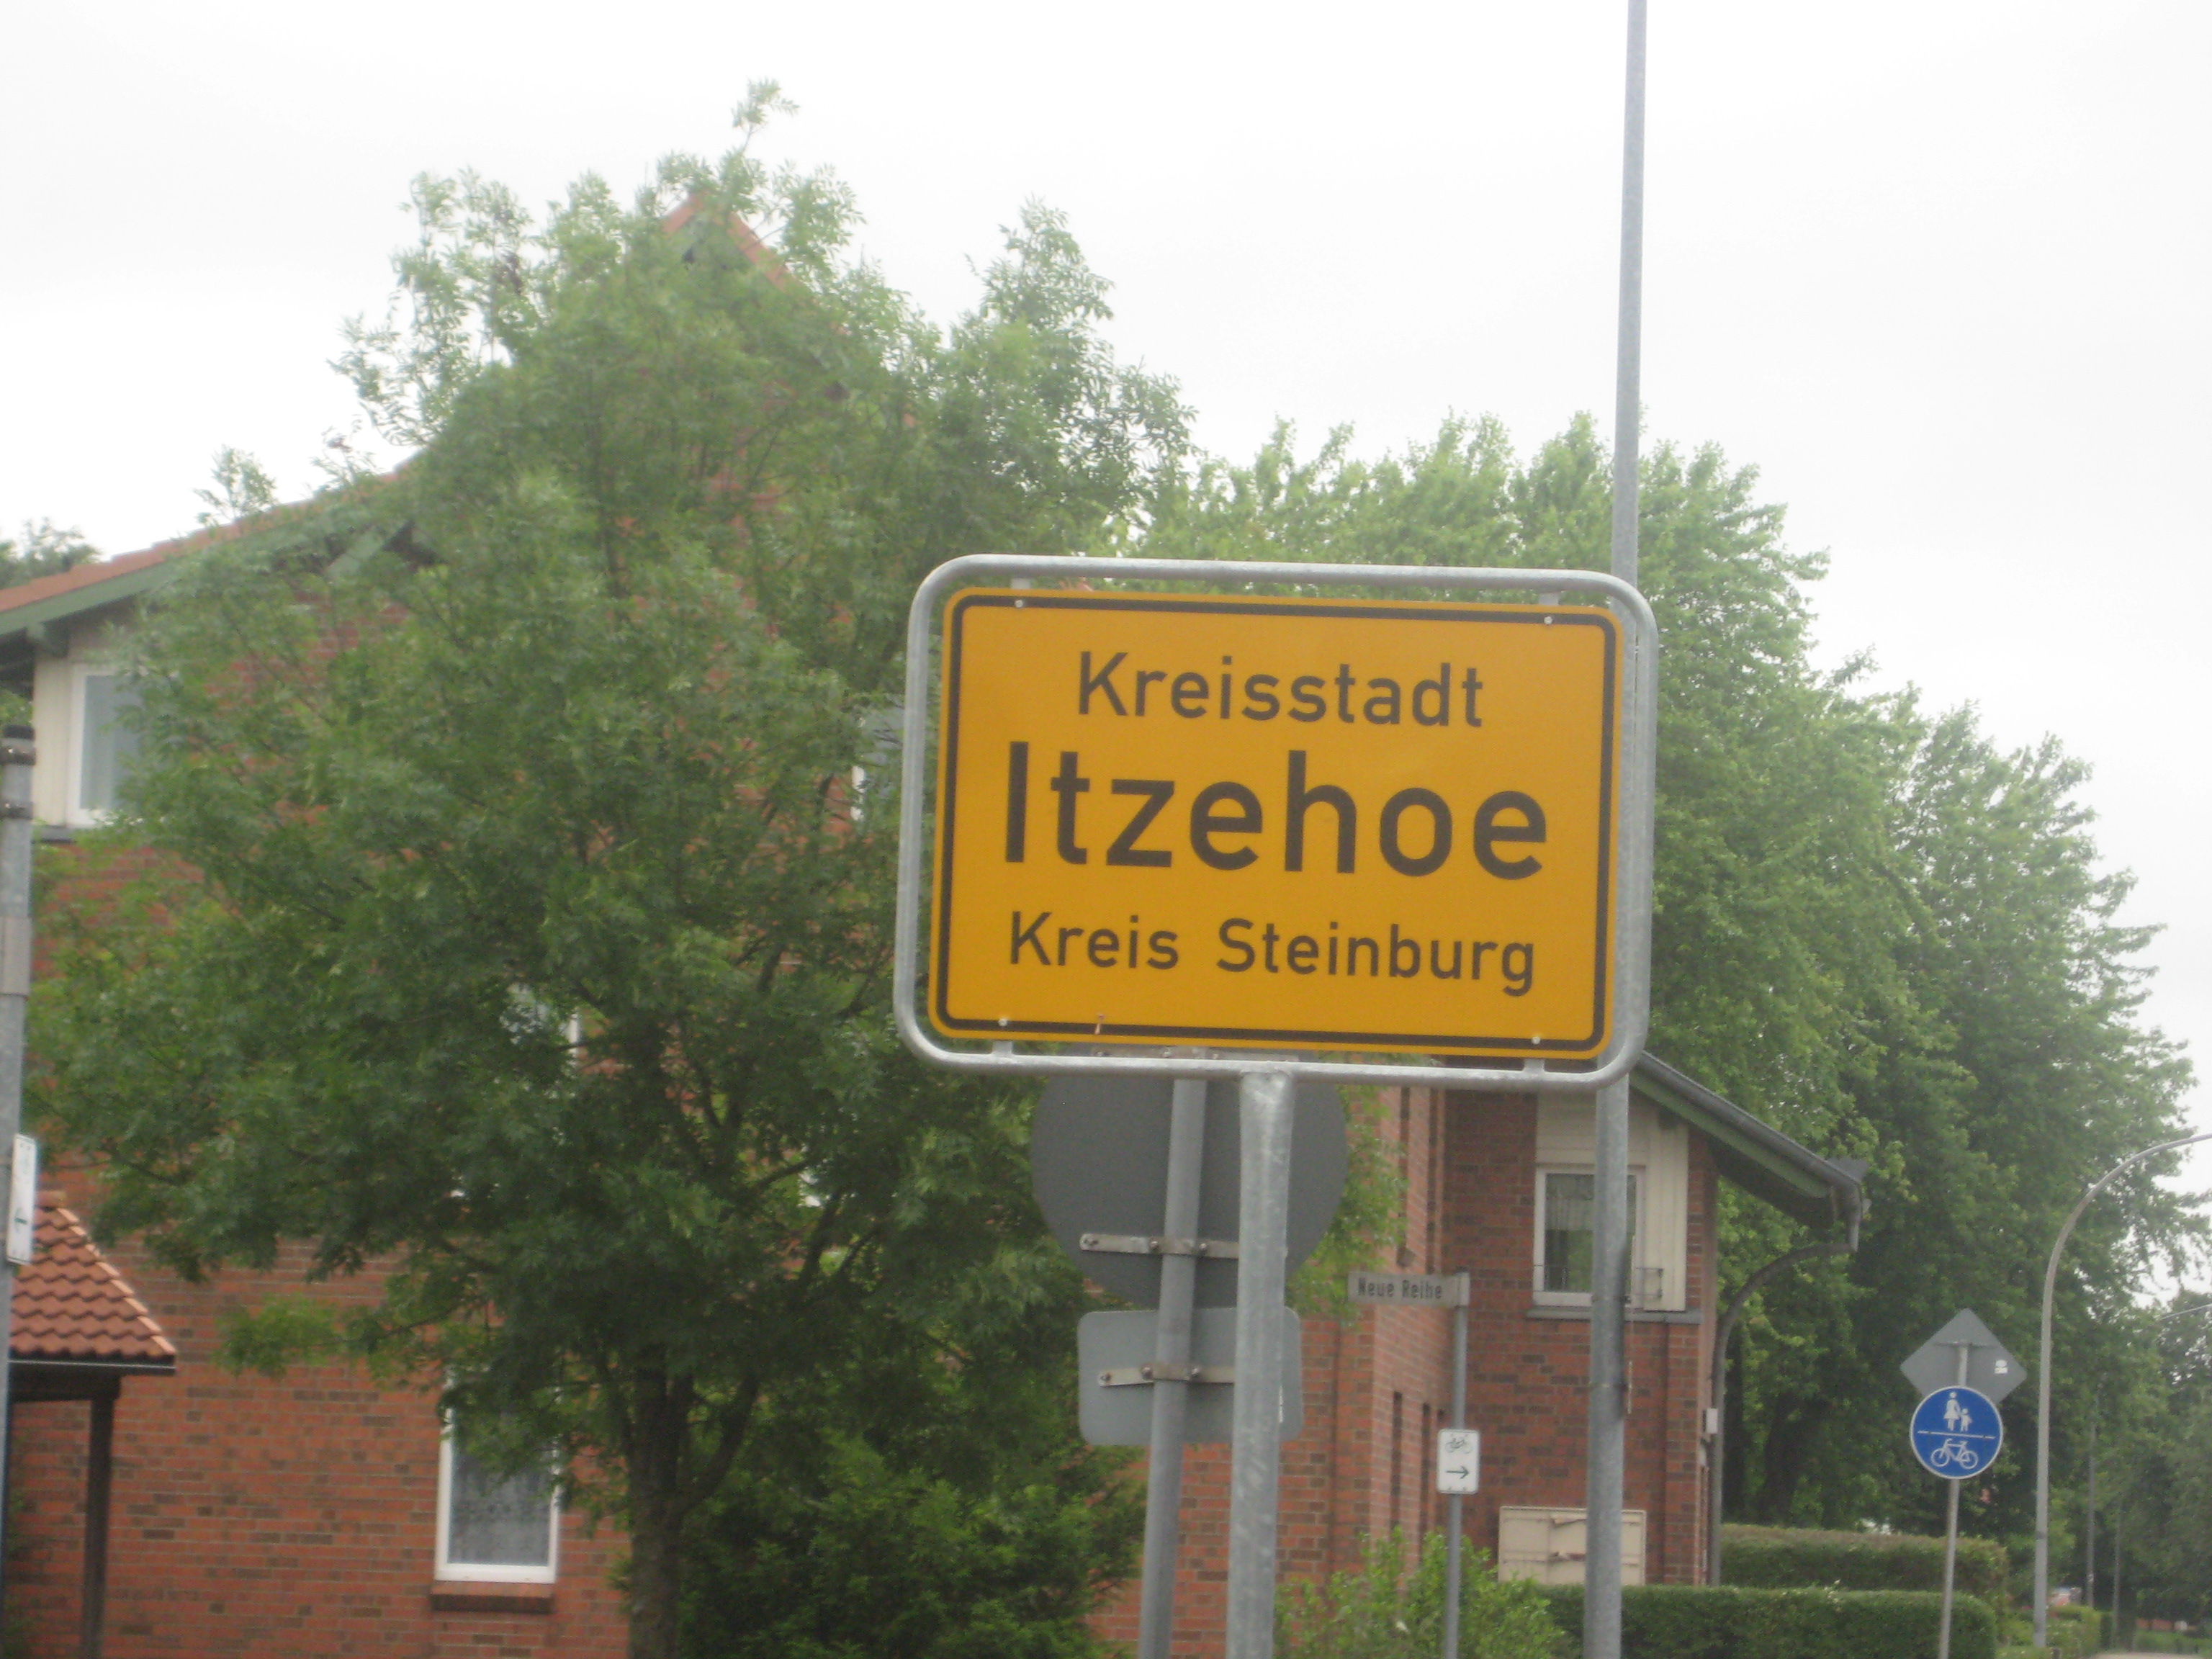 Kreisstadt
Itzehoe
Kreis Steinburg
Neue Reihe